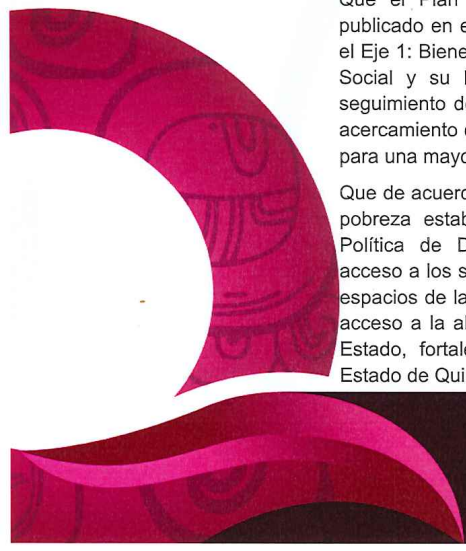 Que el Plan
publicado en e
el Eje 1: Biene
Social y su
seguimiento de
acercamiento
para una mayo
Que de acuerd
pobreza estab
Política de D
acceso a los s
espacios de la
acceso a la al
Estado, fortale
Estado de Qui